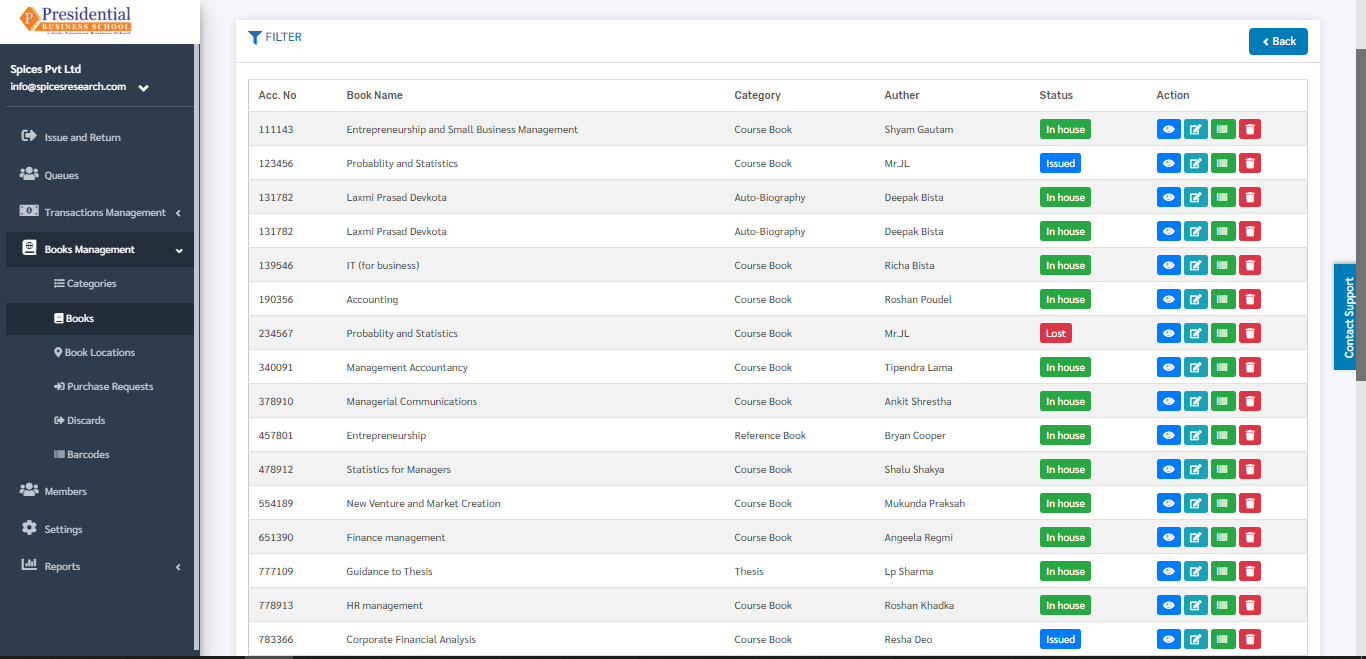 Presidential
BUSINESS SCHOOL
Spices Pvt Ltd
info@spicesresearch.com
Issue and Return
Queues
Transactions Management
Books Management
Categories
Books
Book Locations
Purchase Requests
Discards
Barcodes
Members
Settings
Reports
FILTER
Back
Acc. No Book Name Category Auther Status Action
111143 Entrepreneurship and Small Business Management Course Book Shyam Gautam In house
123456 Probablity and Statistics Course Book Mr.JL Issued
131782 Laxmi Prasad Devkota Auto-Biography Deepak Bista In house
131782 Laxmi Prasad Devkota Auto-Biography Deepak Bista In house
139546 IT (for business) Course Book Richa Bista In house
190356 Accounting Course Book Roshan Poudel In house
234567 Probablity and Statistics Course Book Mr.JL Lost
340091 Management Accountancy Course Book Tipendra Lama In house
378910 Managerial Communications Course Book Ankit Shrestha In house
457801 Entrepreneurship Reference Book Bryan Cooper In house
478912 Statistics for Managers Course Book Shalu Shakya In house
554189 New Venture and Market Creation Course Book Mukunda Praksah In house
651390 Finance management Course Book Angeela Regmi In house
777109 Guidance to Thesis Thesis Lp Sharma In house
778913 HR management Course Book Roshan Khadka In house
783366 Corporate Financial Analysis Course Book Resha Deo Issued
Contact Support